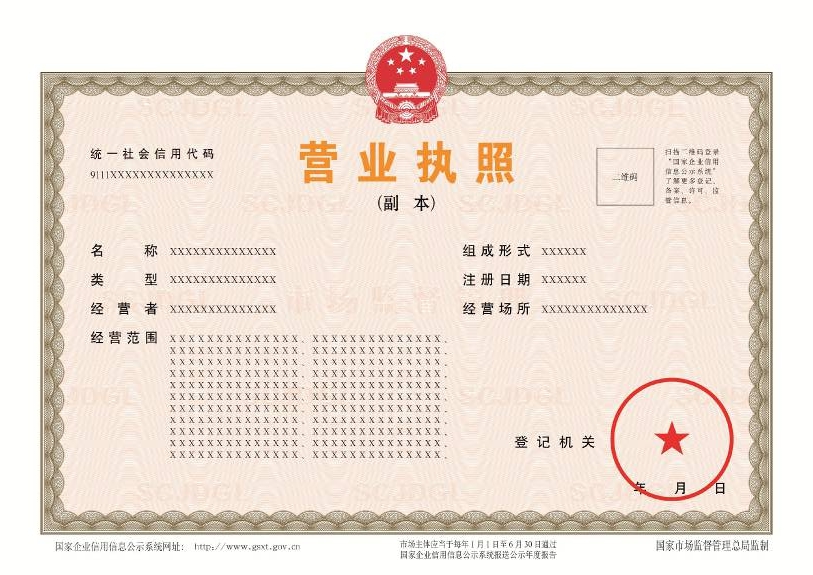 营业执照
(副 本)
统一社会信用代码
9111XXXXXXXXXXXXXX
二维码
扫描二维码登录
“国家企业信用
信息公示系统”
了解更多登记、
备案、许可、监
管信息。
名 称 XXXXXXXXXXXXXX
类 型 XXXXXXXXXXXXXX
经 营 者 XXXXXXXXXXXXXX
经营范围 XXXXXXXXXXXXXX、XXXXXXXXXXXXXX、
XXXXXXXXXXXXXX、XXXXXXXXXXXXXX、
XXXXXXXXXXXXXX、XXXXXXXXXXXXXX、
XXXXXXXXXXXXXX、XXXXXXXXXXXXXX、
XXXXXXXXXXXXXX、XXXXXXXXXXXXXX、
XXXXXXXXXXXXXX、XXXXXXXXXXXXXX、
XXXXXXXXXXXXXX、XXXXXXXXXXXXXX、
XXXXXXXXXXXXXX、XXXXXXXXXXXXXX、
XXXXXXXXXXXXXX、XXXXXXXXXXXXXX、
XXXXXXXXXXXXXX、XXXXXXXXXXXXXX、
XXXXXXXXXXXXXX、XXXXXXXXXXXXXX、
组成形式 XXXXXX
注册日期 XXXXXX
经营场所 XXXXXXXXXXXXXX
登记机关
年 月 日
国家企业信用信息公示系统网址: http://www.gsxt.gov.cn
市场主体应当于每年1月1日至6月30日通过
国家企业信用信息公示系统报送公示年度报告
国家市场监督管理总局监制